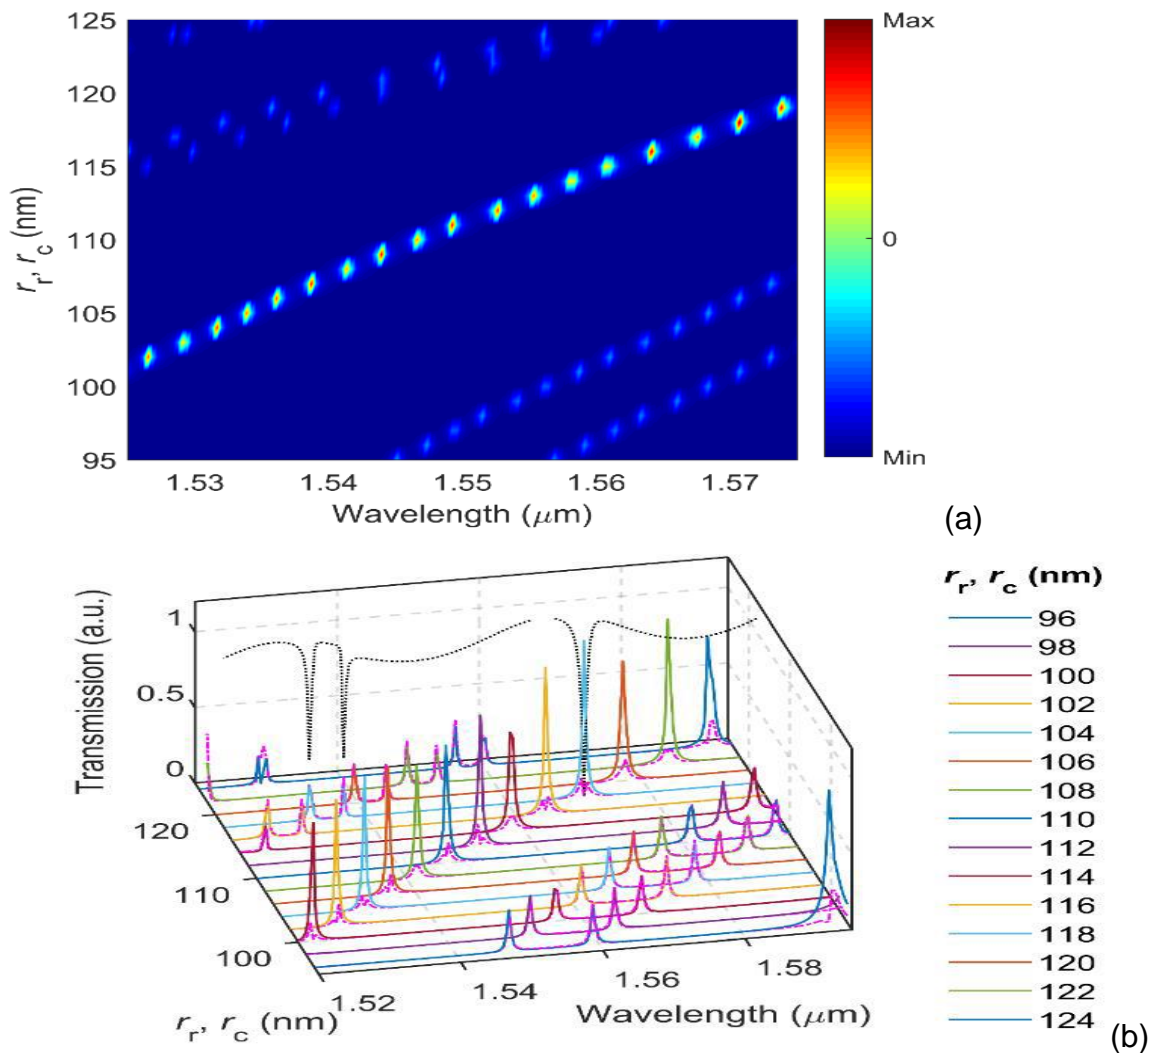 125
120
115
110
105
100
95
r_r, r_c (nm)
1.53 1.54 1.55 1.56 1.57
Wavelength (μm)
Max
0
Min
(a)
Transmission (a.u.)
1
0.5
0
120
110
100
r_r, r_c (nm)
1.52 1.54 1.56 1.58
Wavelength (μm)
r_r, r_c (nm)
96
98
100
102
104
106
108
110
112
114
116
118
120
122
124
(b)